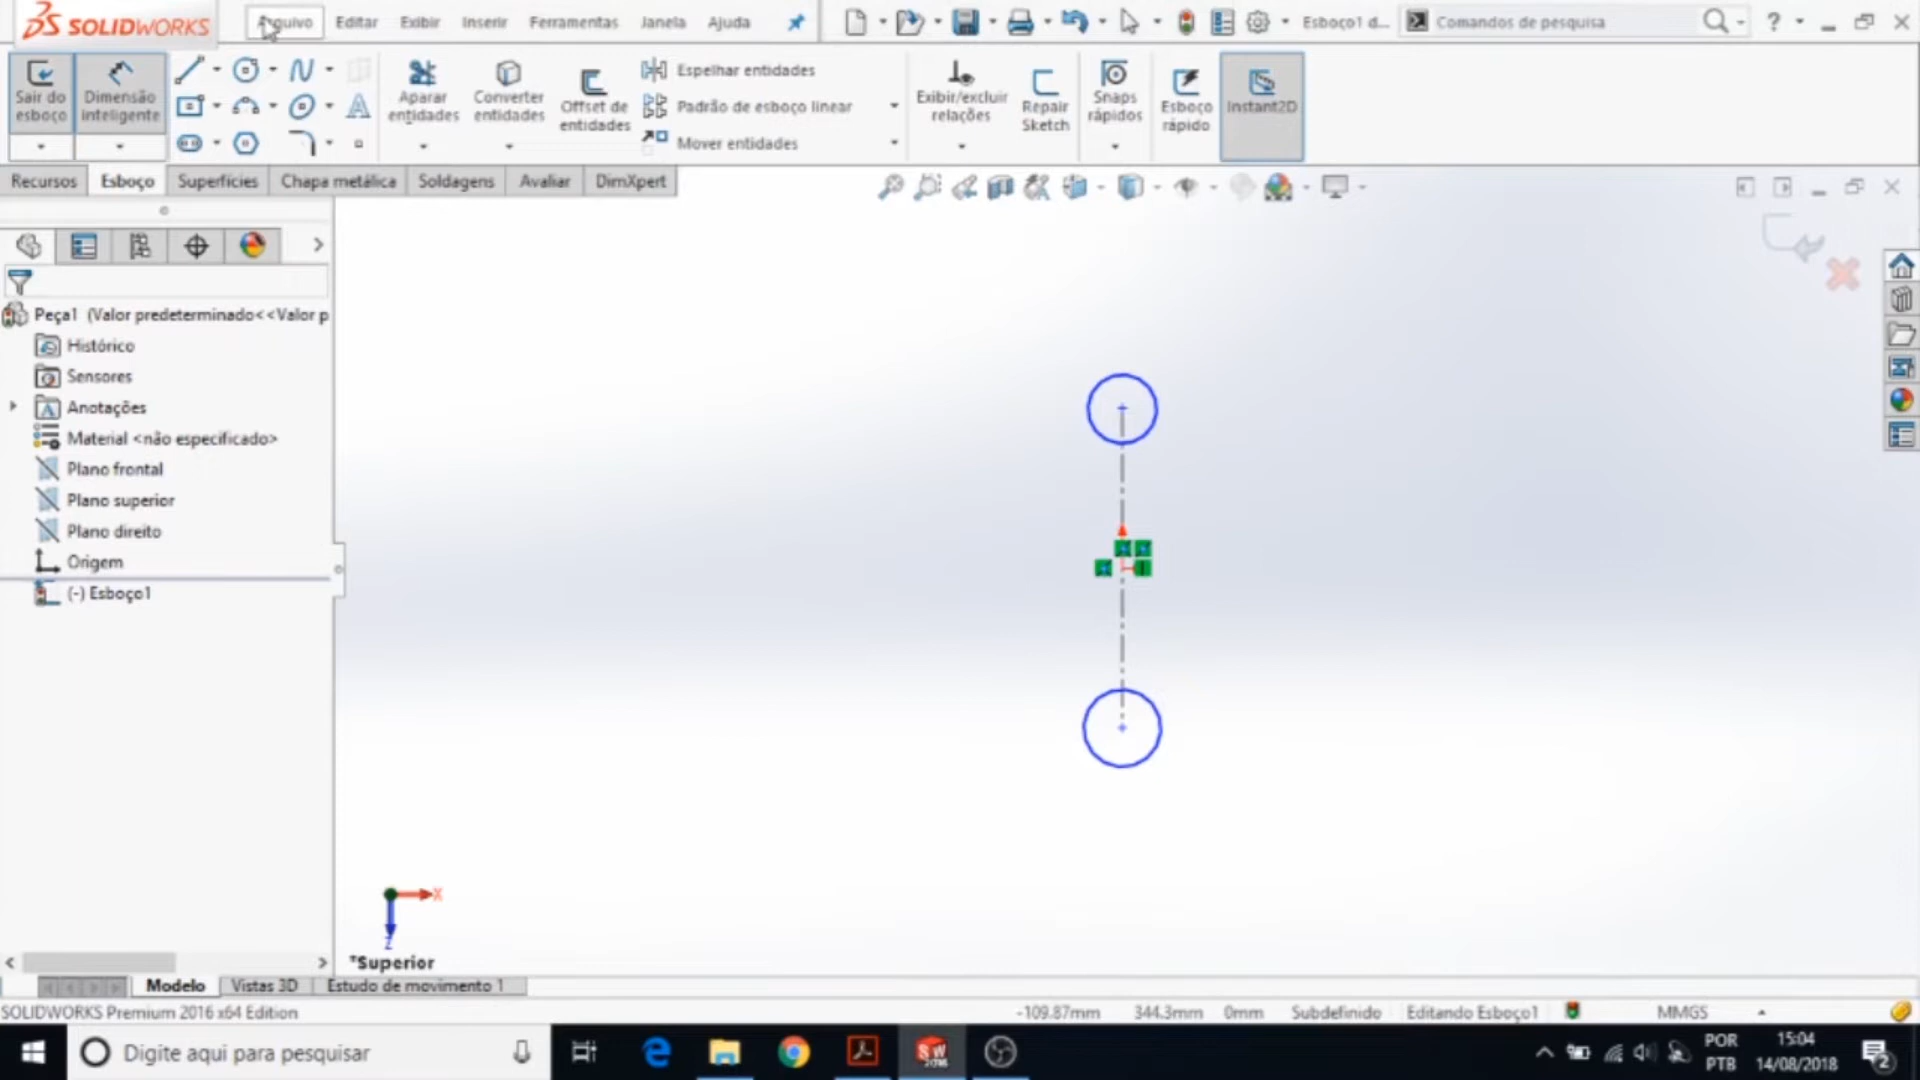 SOLIDWORKS
Arquivo Editar Exibir Inserir Ferramentas Janela Ajuda
Esboço1 d...
Comandos de pesquisa
?
Sair do esboço
Dimensão inteligente
Aparar entidades
Converter entidades
Offset de entidades
Espelhar entidades
Padrão de esboço linear
Mover entidades
Exibir/excluir relações
Repair Sketch
Snaps rápidos
Esboço rápido
Instant2D
Recursos Esboço Superfícies Chapa metálica Soldagens Avaliar DimXpert
Peça1 (Valor predeterminado<<Valor p
Histórico
Sensores
Anotações
Material <não especificado>
Plano frontal
Plano superior
Plano direito
Origem
(-) Esboço1
X
Z
*Superior
Modelo Vistas 3D Estudo de movimento 1
SOLIDWORKS Premium 2016 x64 Edition
-109.87mm 344.3mm 0mm Subdefinido Editando Esboço1 MMGS
Digite aqui para pesquisar
SW
POR
PTB
15:04
14/08/2018
2